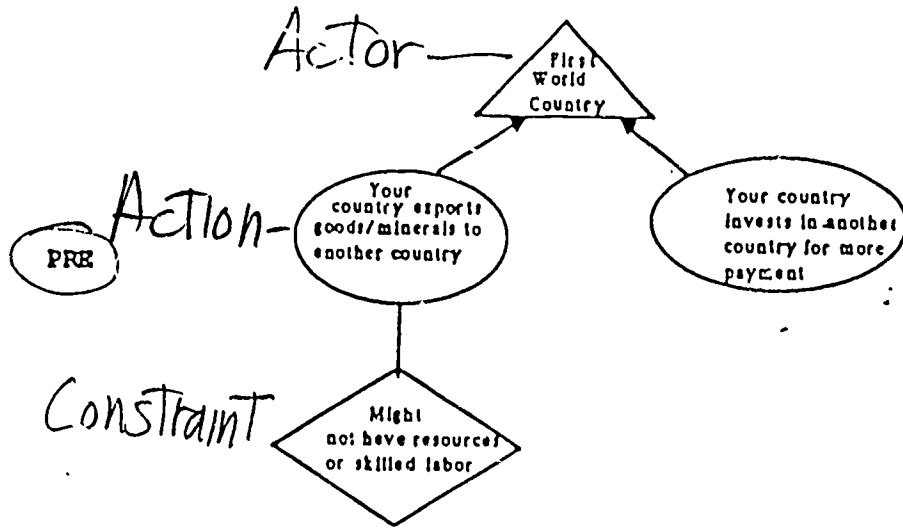 Actor
First
World
Country
Action
PRE
Your
country exports
goods/minerals to
another country
Your country
invests in another
country for more
payment
Constraint
Might
not have resources
or skilled labor